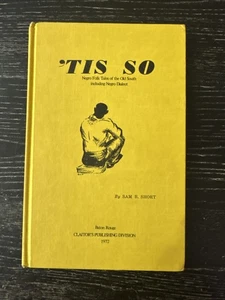 'TIS SO
Negro Folk Tales of the Old South
Including Negro Dialect
By SAM B. SHORT
Baton Rouge
CLAITOR'S PUBLISHING DIVISION
1972